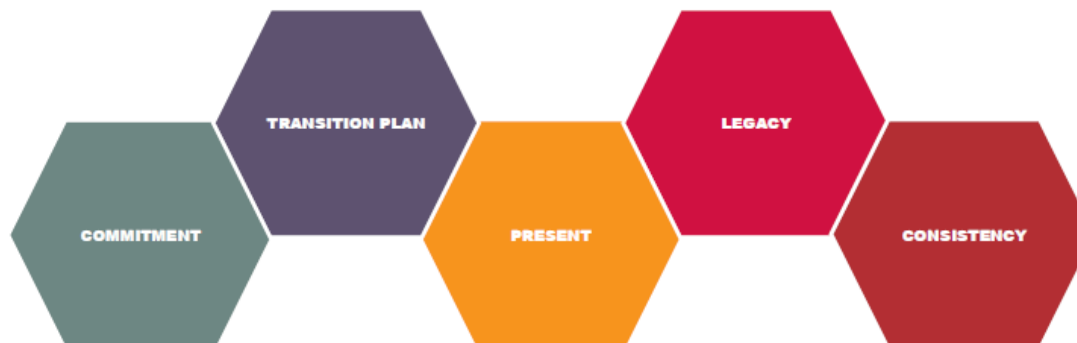 COMMITMENT
TRANSITION PLAN
PRESENT
LEGACY
CONSISTENCY